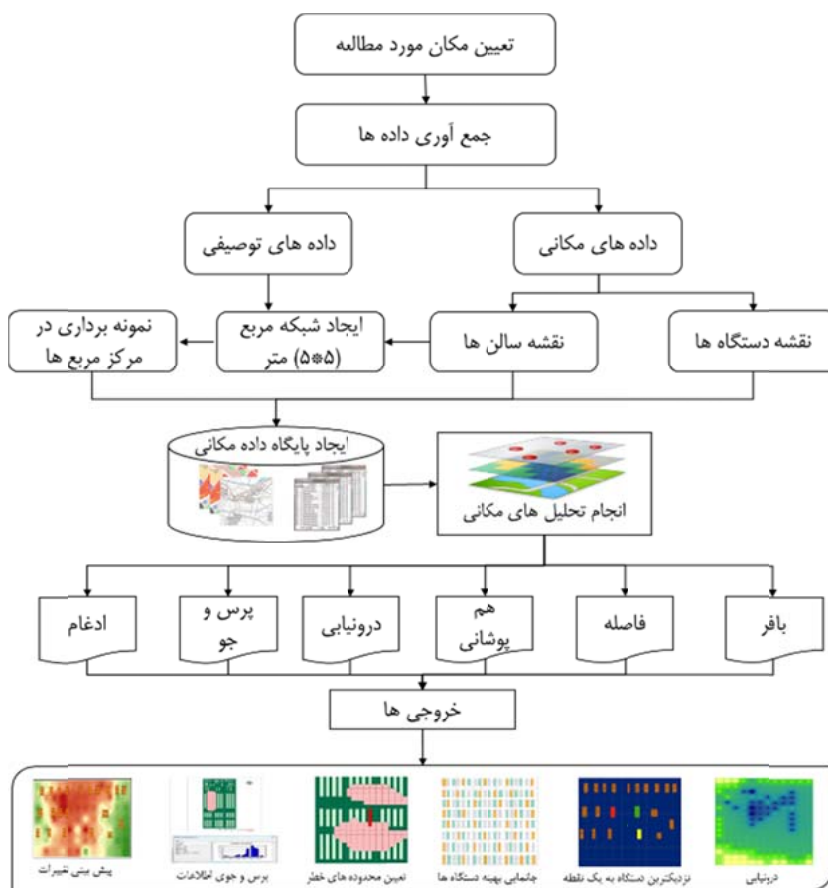 تعیین مکان مورد مطالبه
جمع آوری داده ها
داده های مکانی
داده های توصیفی
نقشه دستگاه ها
نقشه سالن ها
ایجاد شبکه مربع
(۵*۵) متر
نمونه برداری در
مرکز مربع ها
ایجاد پایگاه داده مکانی
انجام تحلیل های مکانی
بافر
فاصله
هم
پوشانی
درونیابی
پرس و
جو
ادغام
خروجی ها
درونیابی
نزدیکترین دستگاه به یک نقطه
جانمایی بهینه دستگاه ها
تعیین محدوده های خطر
پرس و جوی اطلاعات
پیش بینی تغییرات